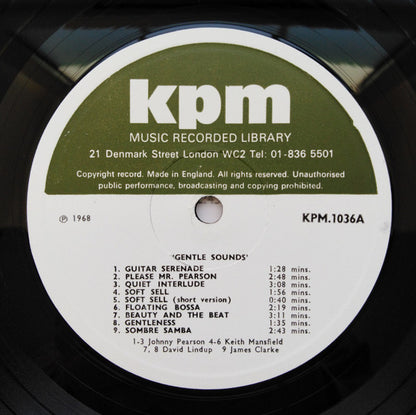 kpm
MUSIC RECORDED LIBRARY
21 Denmark Street London WC2 Tel: 01-836 5501
Copyright record. Made in England. All rights reserved. Unauthorised
public performance, broadcasting and copying prohibited.
℗ 1968
KPM.1036A
'GENTLE SOUNDS'
1. GUITAR SERENADE 1:28 mins.
2. PLEASE MR. PEARSON 2:48 mins.
3. QUIET INTERLUDE 3:08 mins.
4. SOFT SELL 1:56 mins.
5. SOFT SELL (short version) 0:40 mins.
6. FLOATING BOSSA 2:19 mins.
7. BEAUTY AND THE BEAT 3:11 mins.
8. GENTLENESS 1:35 mins.
9. SOMBRE SAMBA 2:43 mins.
1-3 Johnny Pearson 4-6 Keith Mansfield
7, 8 David Lindup 9 James Clarke